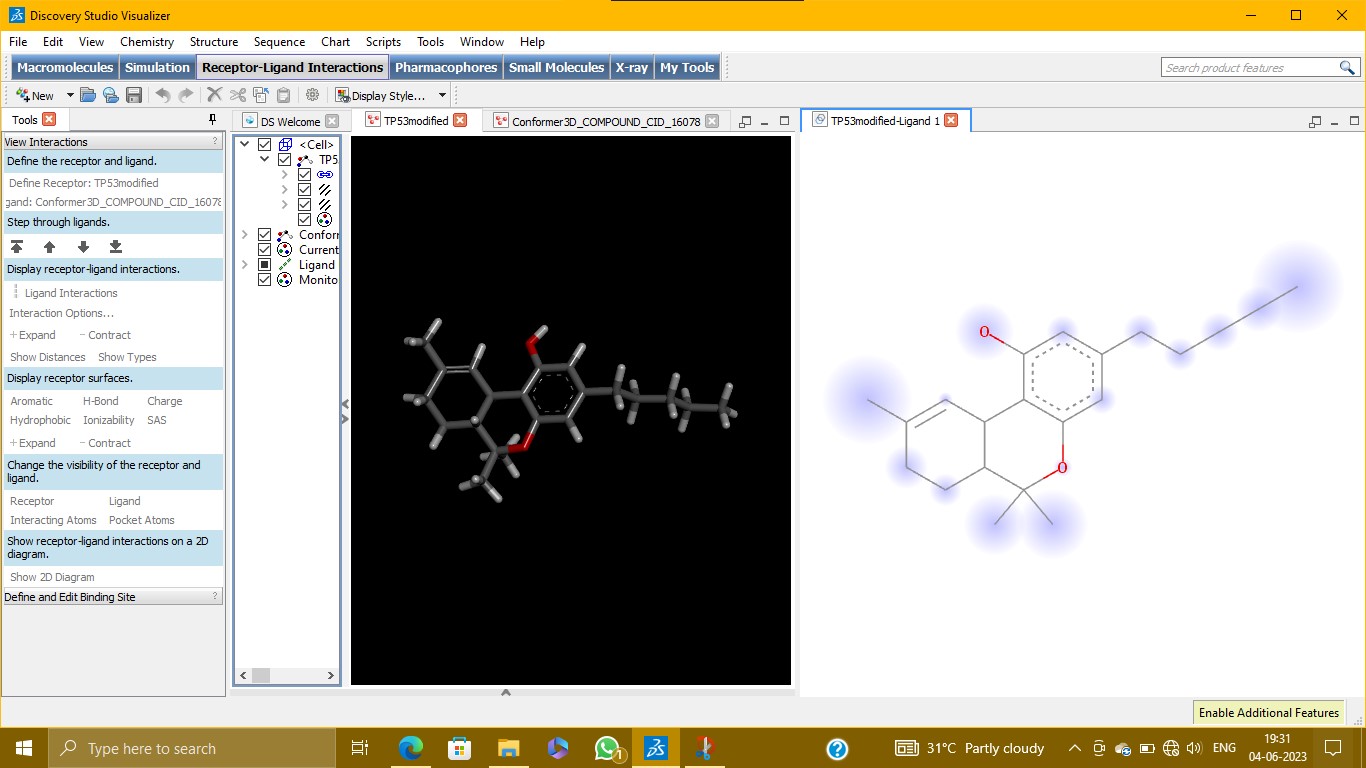 Discovery Studio Visualizer
File Edit View Chemistry Structure Sequence Chart Scripts Tools Window Help
Macromolecules Simulation Receptor-Ligand Interactions Pharmacophores Small Molecules X-ray My Tools
Search product features
New Display Style...
Tools
DS Welcome TP53modified Conformer3D_COMPOUND_CID_16078 TP53modified-Ligand 1
View Interactions ?
Define the receptor and ligand.
Define Receptor: TP53modified
gand: Conformer3D_COMPOUND_CID_16078
Step through ligands.
Display receptor-ligand interactions.
Ligand Interactions
Interaction Options...
+ Expand - Contract
Show Distances Show Types
Display receptor surfaces.
Aromatic H-Bond Charge
Hydrophobic Ionizability SAS
+ Expand - Contract
Change the visibility of the receptor and
ligand.
Receptor Ligand
Interacting Atoms Pocket Atoms
Show receptor-ligand interactions on a 2D
diagram.
Show 2D Diagram
Define and Edit Binding Site ?
<Cell>
TP5
Confor
Current
Ligand
Monito
O
O
Enable Additional Features
Type here to search
1
31°C Partly cloudy
ENG
19:31
04-06-2023